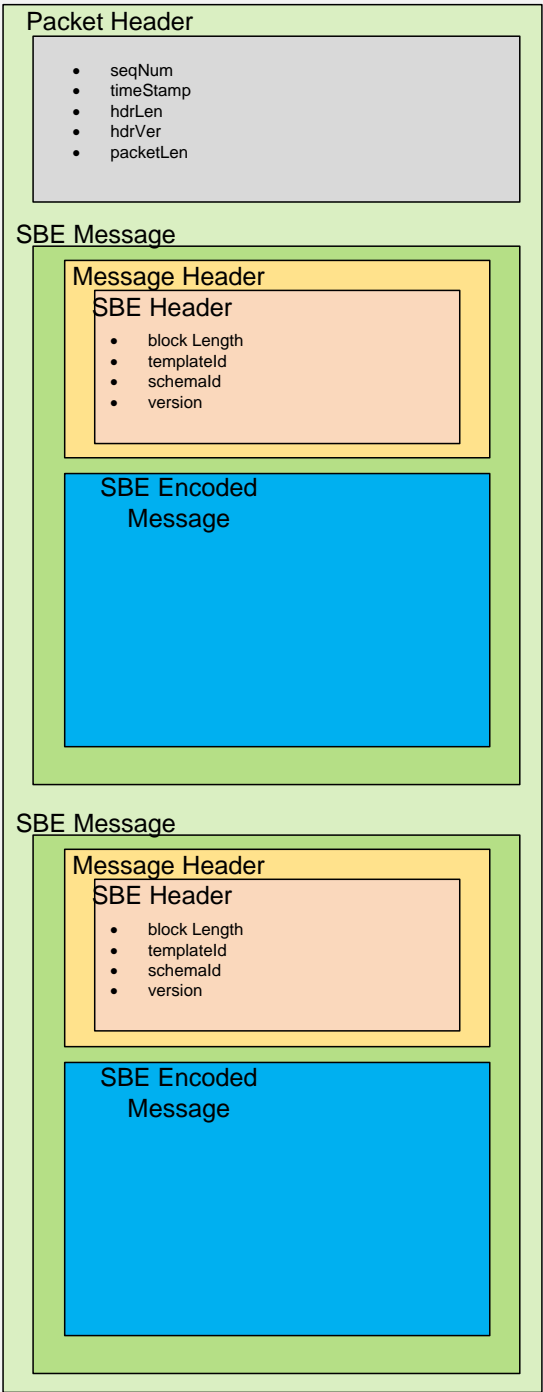 Packet Header
• seqNum
• timeStamp
• hdrLen
• hdrVer
• packetLen
SBE Message
Message Header
SBE Header
• block Length
• templateId
• schemaId
• version
SBE Encoded
Message
SBE Message
Message Header
SBE Header
• block Length
• templateId
• schemaId
• version
SBE Encoded
Message